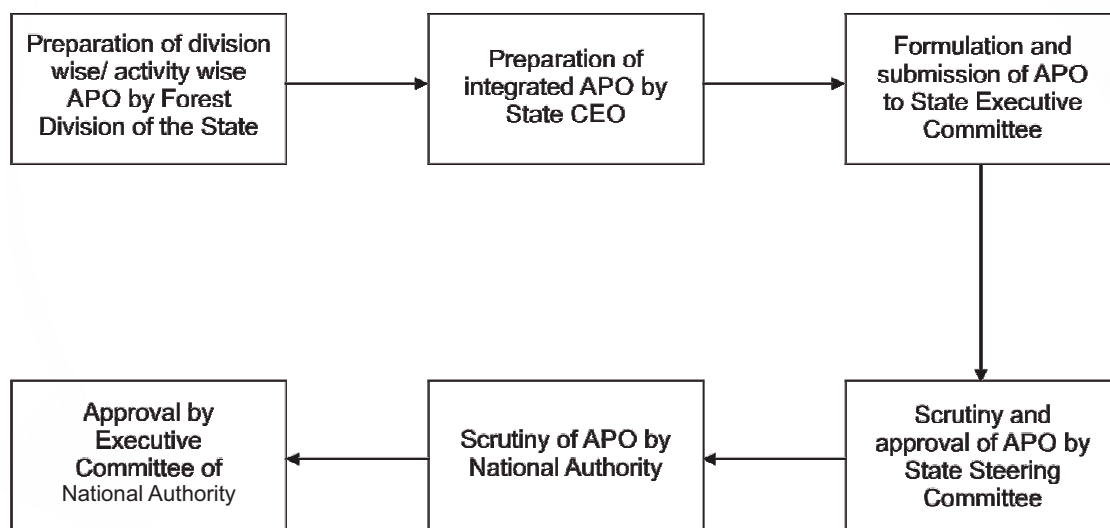 Preparation of division
wise/ activity wise
APO by Forest
Division of the State
Preparation of
integrated APO by
State CEO
Formulation and
submission of APO
to State Executive
Committee
Scrutiny and
approval of APO by
State Steering
Committee
Scrutiny of APO by
National Authority
Approval by
Executive
Committee of
National Authority